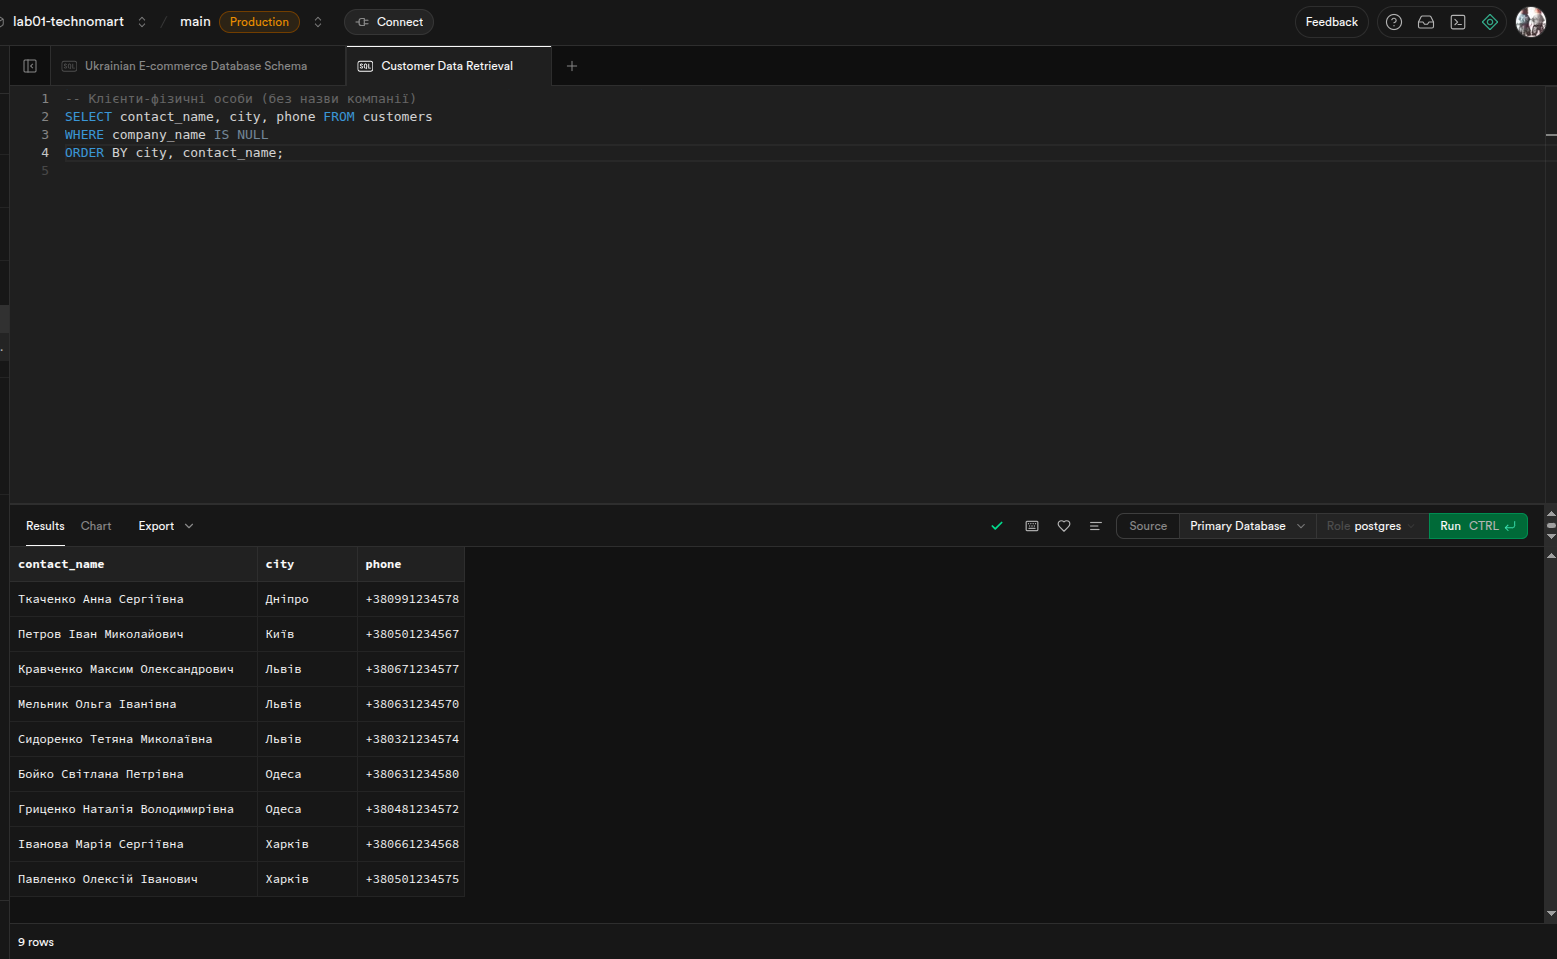 lab01-technomart / main Production Connect Feedback
Ukrainian E-commerce Database Schema Customer Data Retrieval +
1 -- Клієнти-фізичні особи (без назви компанії)
2 SELECT contact_name, city, phone FROM customers
3 WHERE company_name IS NULL
4 ORDER BY city, contact_name;
5
Results Chart Export Source Primary Database Role postgres Run CTRL
contact_name city phone
Ткаченко Анна Сергіївна Дніпро +380991234578
Петров Іван Миколайович Київ +380501234567
Кравченко Максим Олександрович Львів +380671234577
Мельник Ольга Іванівна Львів +380631234570
Сидоренко Тетяна Миколаївна Львів +380321234574
Бойко Світлана Петрівна Одеса +380631234580
Гриценко Наталія Володимирівна Одеса +380481234572
Іванова Марія Сергіївна Харків +380661234568
Павленко Олексій Іванович Харків +380501234575
9 rows